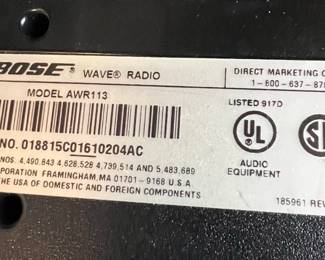 BOSE® WAVE® RADIO
DIRECT MARKETING
1-800-637-87
MODEL AWR113
LISTED 917D
NO. 018815C01610204AC
UL
NOS. 4,490,843 4,628,528 4,739,514 AND 5,483,689
AUDIO
EQUIPMENT
ORPORATION FRAMINGHAM, MA 01701-9168 U.S.A.
THE USA OF DOMESTIC AND FOREIGN COMPONENTS
185961 REV